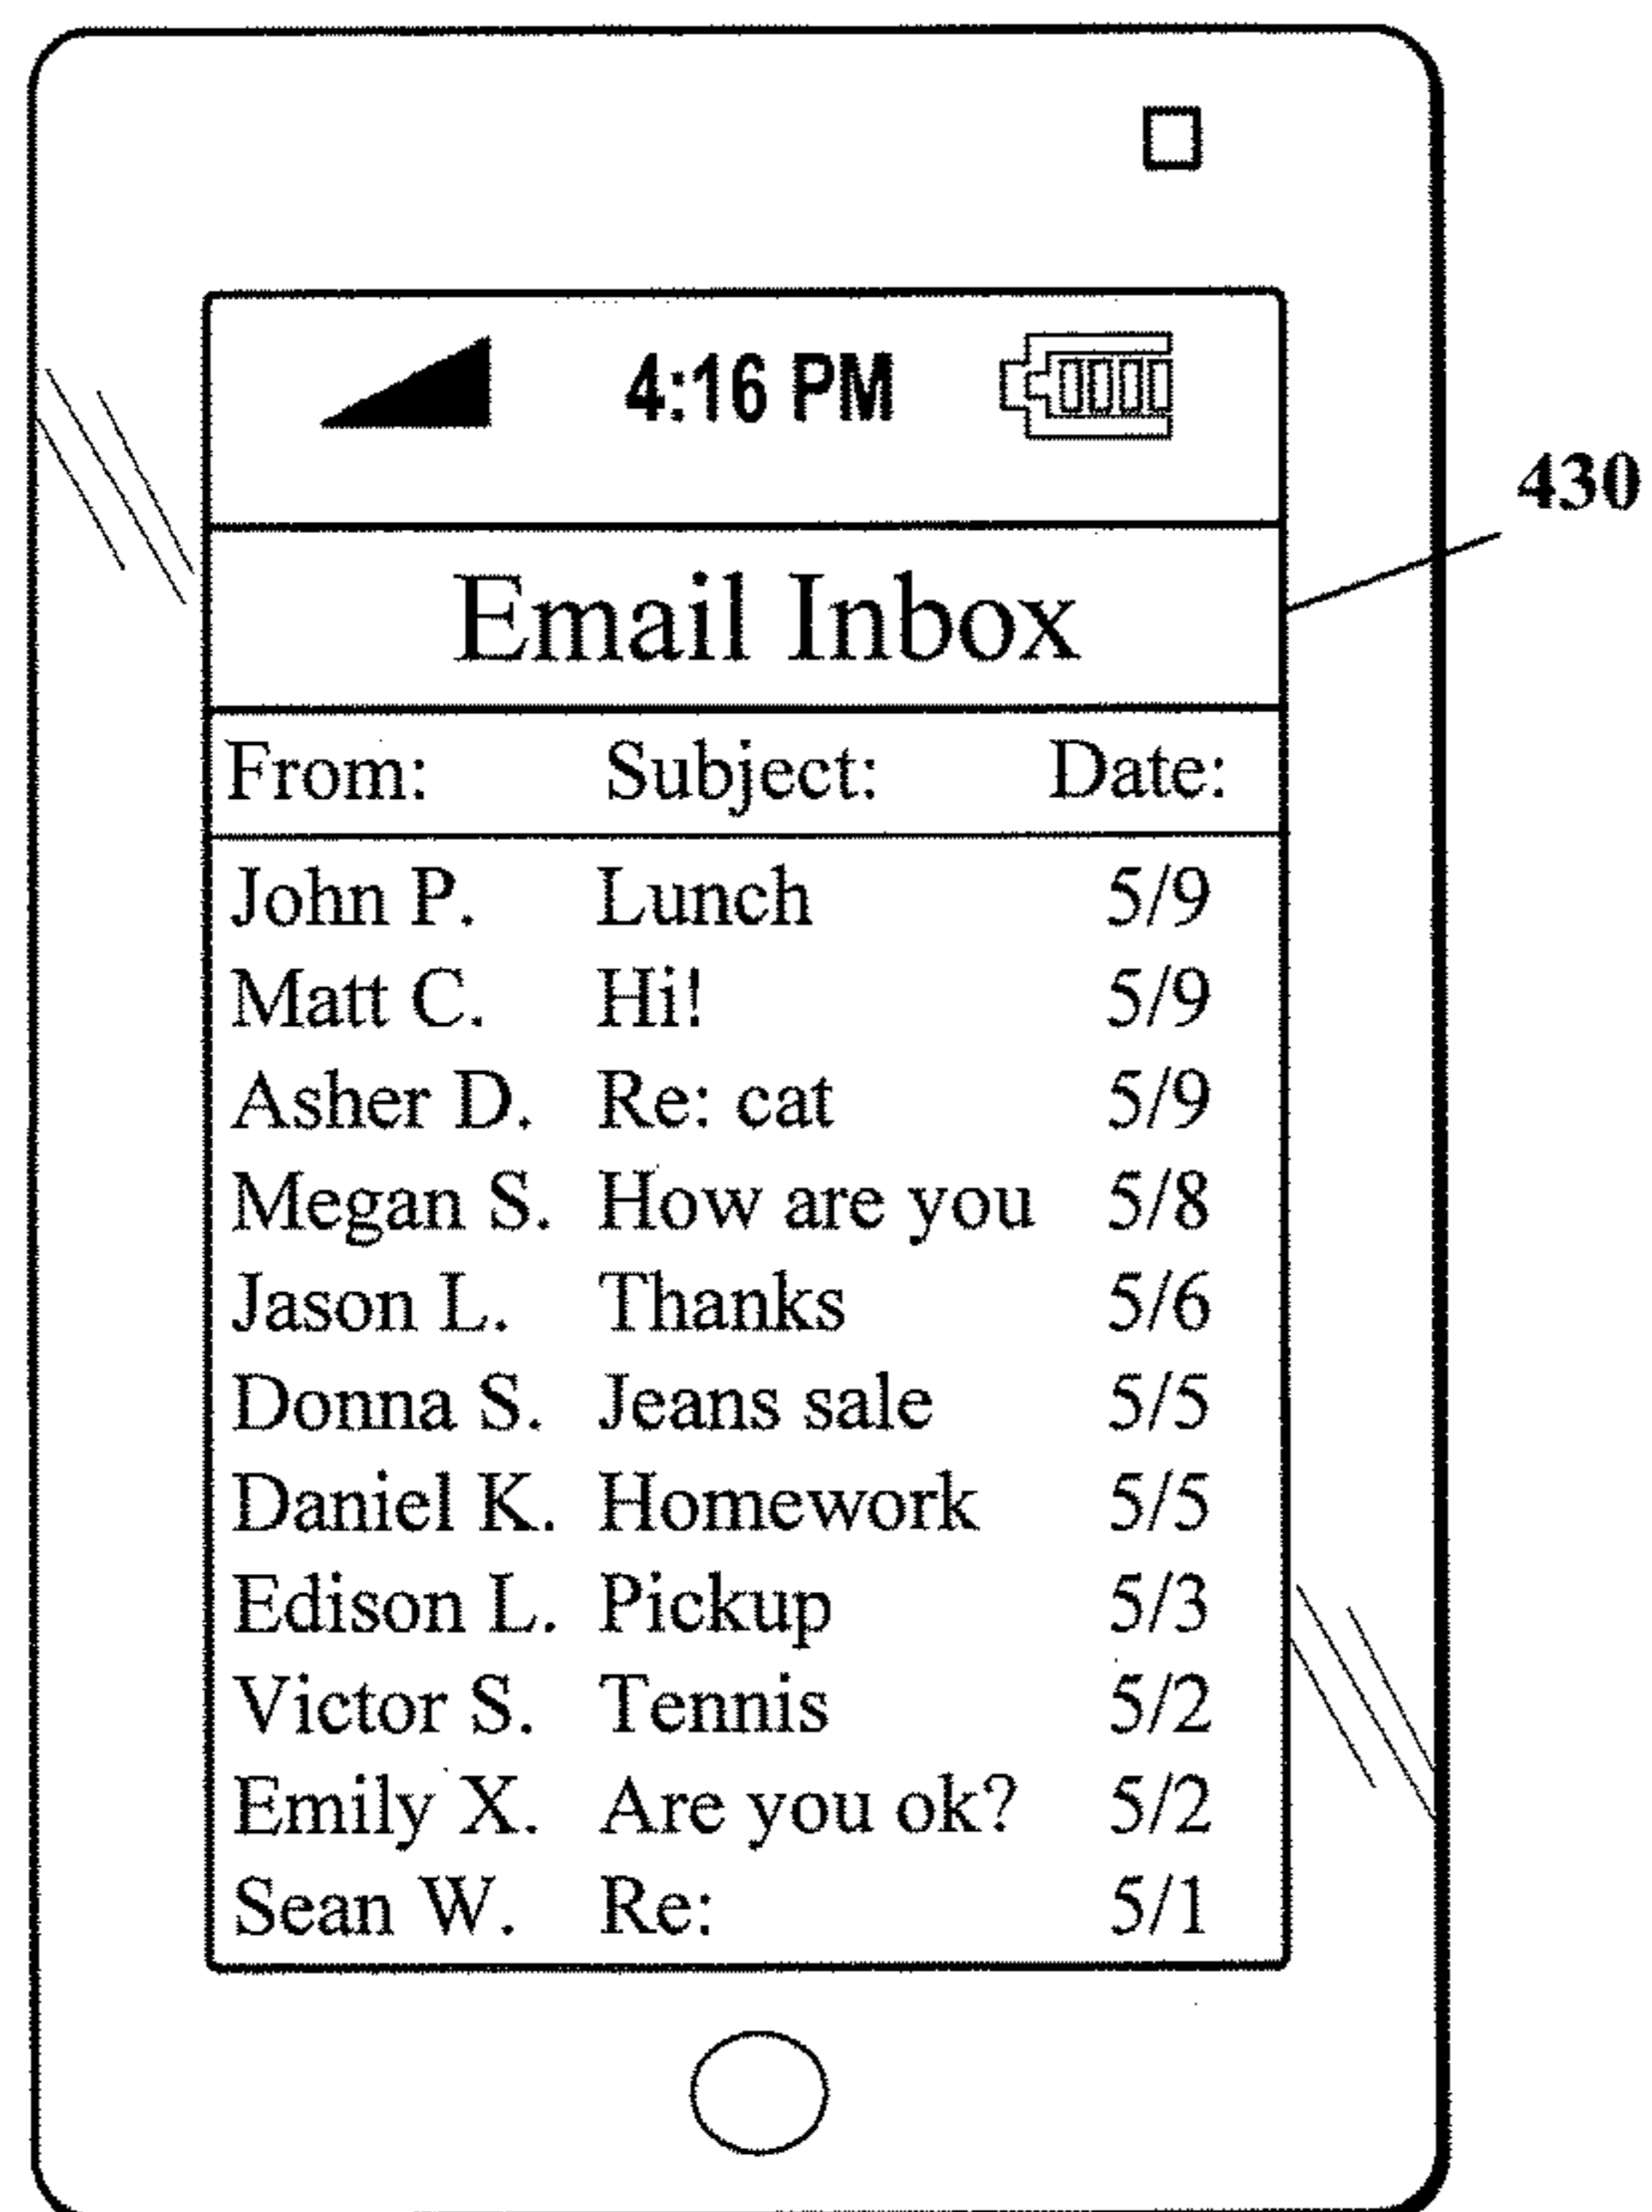 4:16 PM
430
Email Inbox
From: Subject: Date:
John P. Lunch 5/9
Matt C. Hi! 5/9
Asher D. Re: cat 5/9
Megan S. How are you 5/8
Jason L. Thanks 5/6
Donna S. Jeans sale 5/5
Daniel K. Homework 5/5
Edison L. Pickup 5/3
Victor S. Tennis 5/2
Emily X. Are you ok? 5/2
Sean W. Re: 5/1